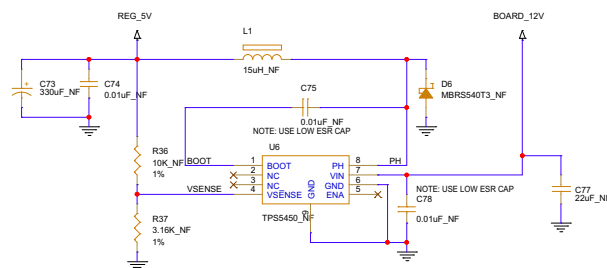 REG_5V
BOARD_12V
L1
15uH_NF
C73
330uF_NF
C74
0.01uF_NF
C75
0.01uF_NF
NOTE: USE LOW ESR CAP
D6
MBRS540T3_NF
R36
10K_NF
1%
BOOT
VSENSE
U6
1 BOOT PH 8
2 NC VIN 7
3 NC GND 6
4 VSENSE ENA 5
GND
9
TPS5450_NF
PH
NOTE: USE LOW ESR CAP
C78
0.01uF_NF
C77
22uF_NF
R37
3.16K_NF
1%